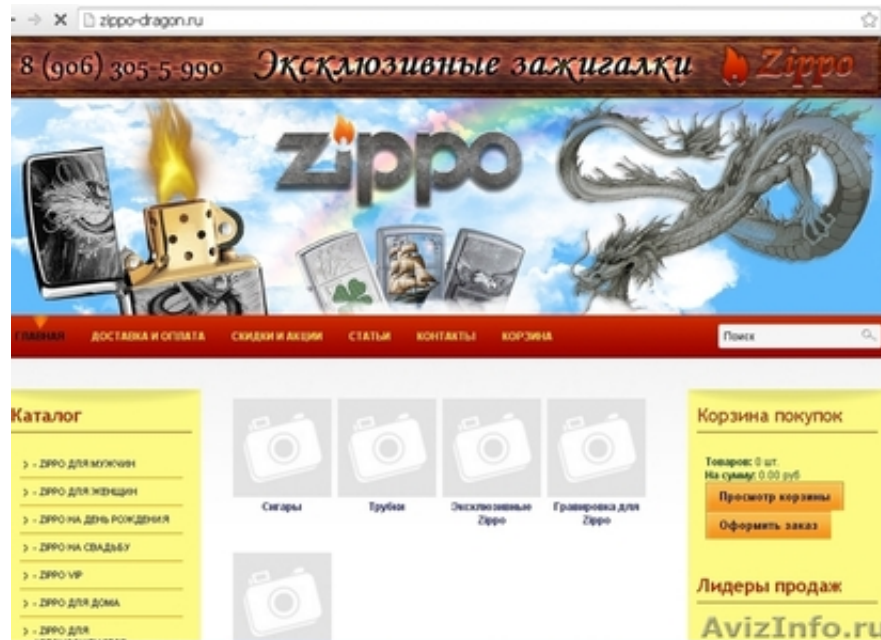 zippo-dragon.ru
8 (906) 305-5-990 Эксклюзивные зажигалки Zippo
zippo
ГЛАВНАЯ ДОСТАВКА И ОПЛАТА СКИДКИ И АКЦИИ СТАТЬИ КОНТАКТЫ КОРЗИНА Поиск
Каталог
- ZIPPO ДЛЯ МУЖЧИН
- ZIPPO ДЛЯ ЖЕНЩИН
- ZIPPO НА ДЕНЬ РОЖДЕНИЯ
- ZIPPO НА СВАДЬБУ
- ZIPPO VIP
- ZIPPO ДЛЯ ДОМА
- ZIPPO ДЛЯ
Сигары
Трубки
Эксклюзивные
Zippo
Гравировка для
Zippo
Корзина покупок
Товаров: 0 шт.
На сумму: 0.00 руб
Просмотр корзины
Оформить заказ
Лидеры продаж
AvizInfo.ru